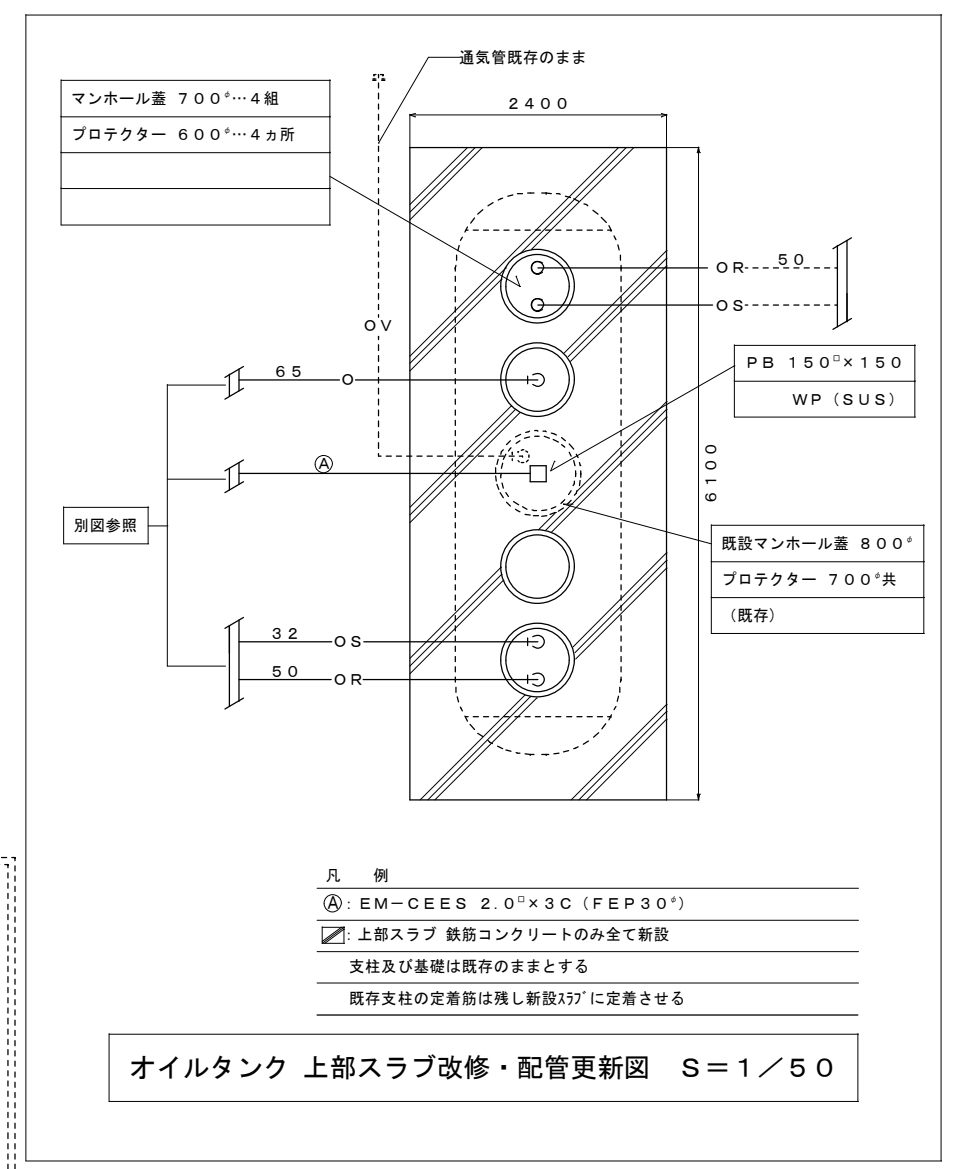 通気管既存のまま
マンホール蓋 700φ…4組
プロテクター 600φ…4ヵ所
2400
OR
50
OS
OV
PB 150□×150
WP(SUS)
65
O
Ⓐ
6100
別図参照
既設マンホール蓋 800φ
プロテクター 700φ共
(既存)
32
OS
50
OR
凡 例
Ⓐ:EM-CEES 2.0□×3C(FEP30φ)
:上部スラブ 鉄筋コンクリートのみ全て新設
支柱及び基礎は既存のままとする
既存支柱の定着筋は残し新設スラブに定着させる
オイルタンク 上部スラブ改修・配管更新図 S=1/50